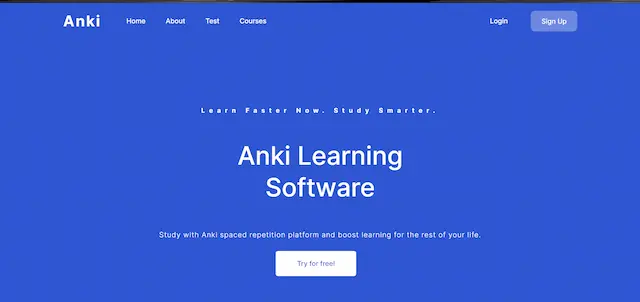 Anki Home About Test Courses Login Sign Up
Learn Faster Now. Study Smarter.
Anki Learning
Software
Study with Anki spaced repetition platform and boost learning for the rest of your life.
Try for free!